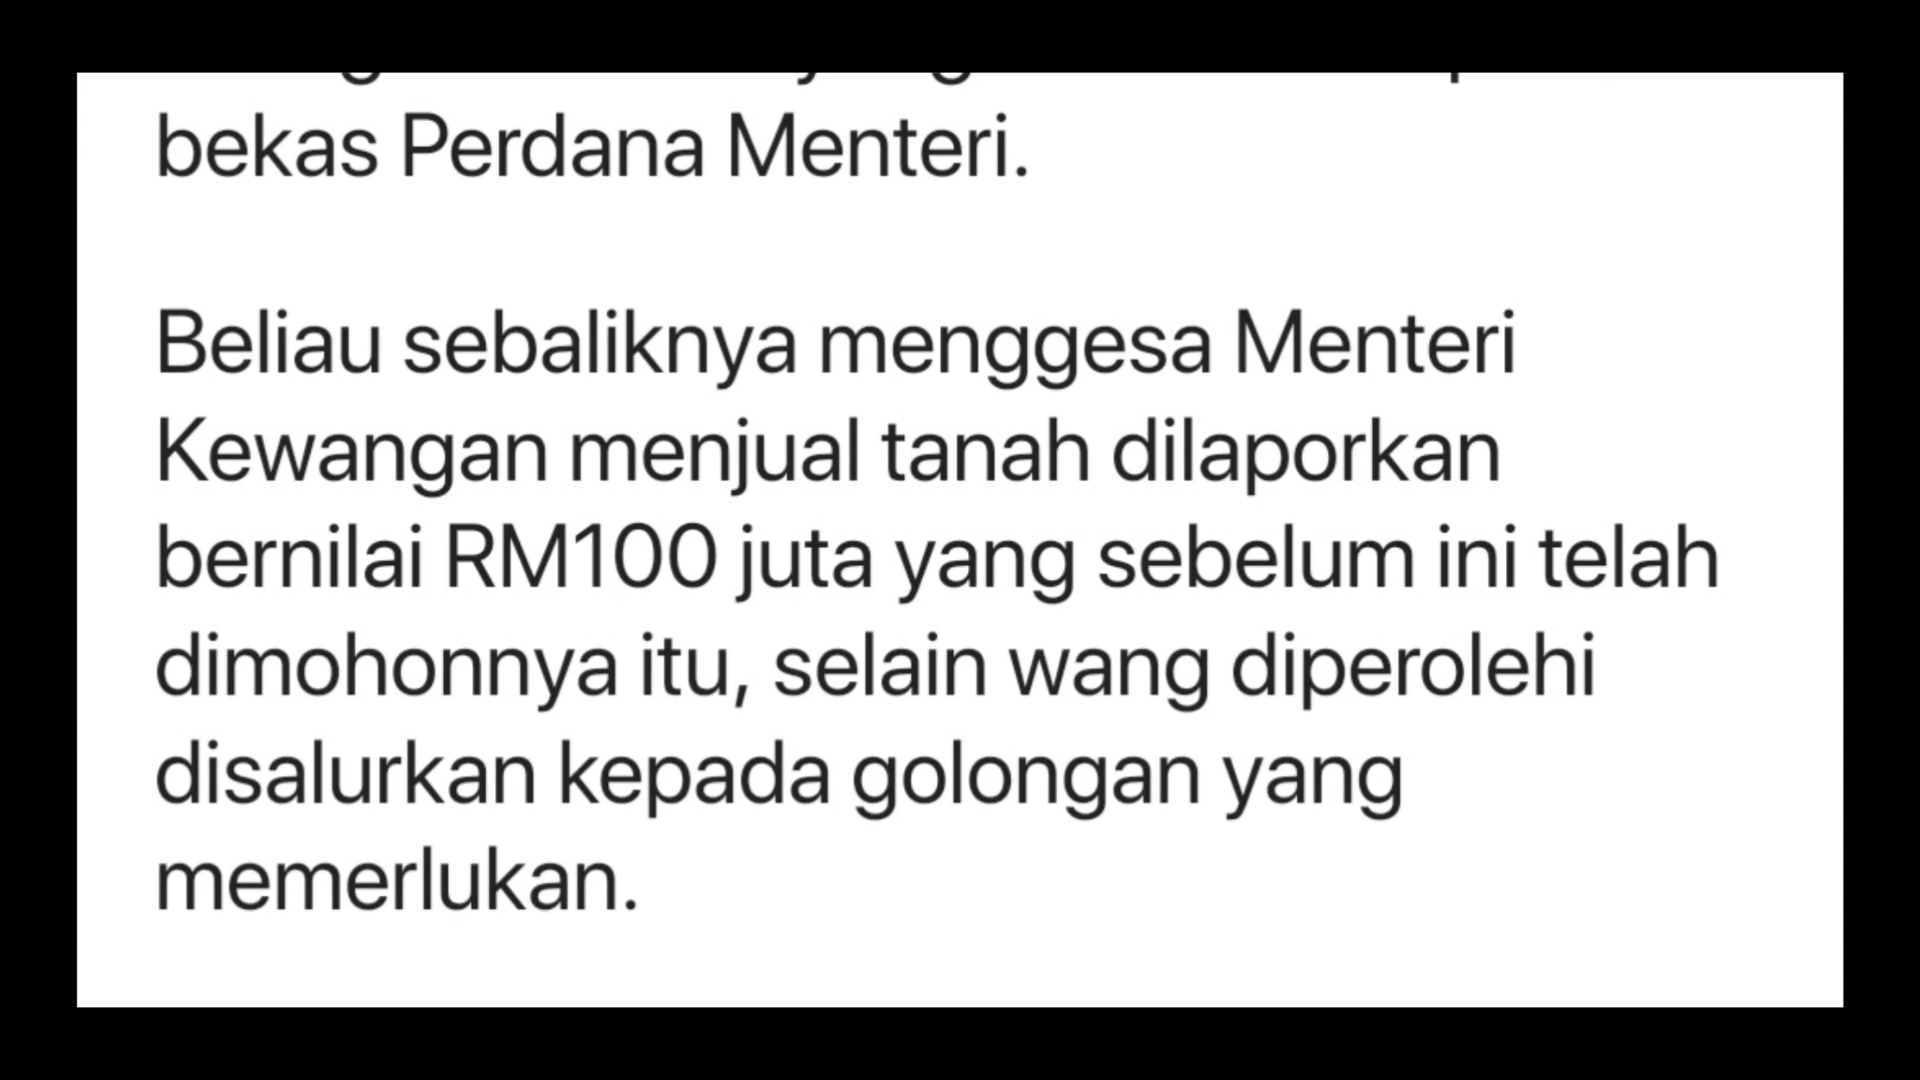 bekas Perdana Menteri.
Beliau sebaliknya menggesa Menteri
Kewangan menjual tanah dilaporkan
bernilai RM100 juta yang sebelum ini telah
dimohonnya itu, selain wang diperolehi
disalurkan kepada golongan yang
memerlukan.